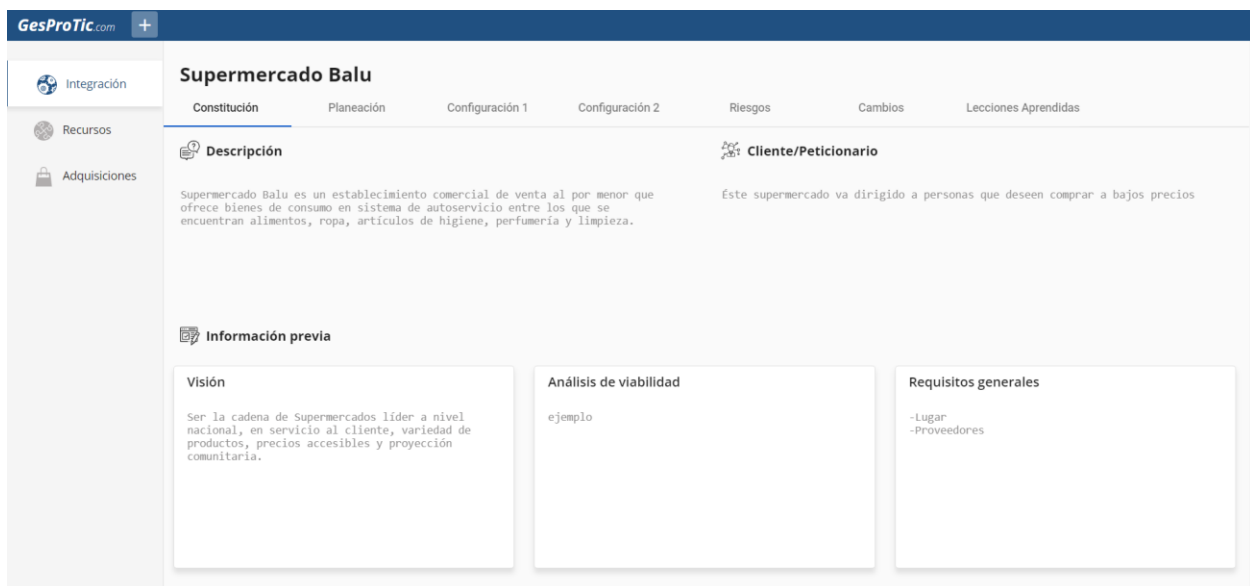 GesProTic.com +
Integración
Recursos
Adquisiciones
Supermercado Balu
Constitución Planeación Configuración 1 Configuración 2 Riesgos Cambios Lecciones Aprendidas
Descripción
Supermercado Balu es un establecimiento comercial de venta al por menor que
ofrece bienes de consumo en sistema de autoservicio entre los que se
encuentran alimentos, ropa, artículos de higiene, perfumería y limpieza.
Cliente/Peticionario
Éste supermercado va dirigido a personas que deseen comprar a bajos precios
Información previa
Visión
Ser la cadena de Supermercados líder a nivel
nacional, en servicio al cliente, variedad de
productos, precios accesibles y proyección
comunitaria.
Análisis de viabilidad
ejemplo
Requisitos generales
-Lugar
-Proveedores